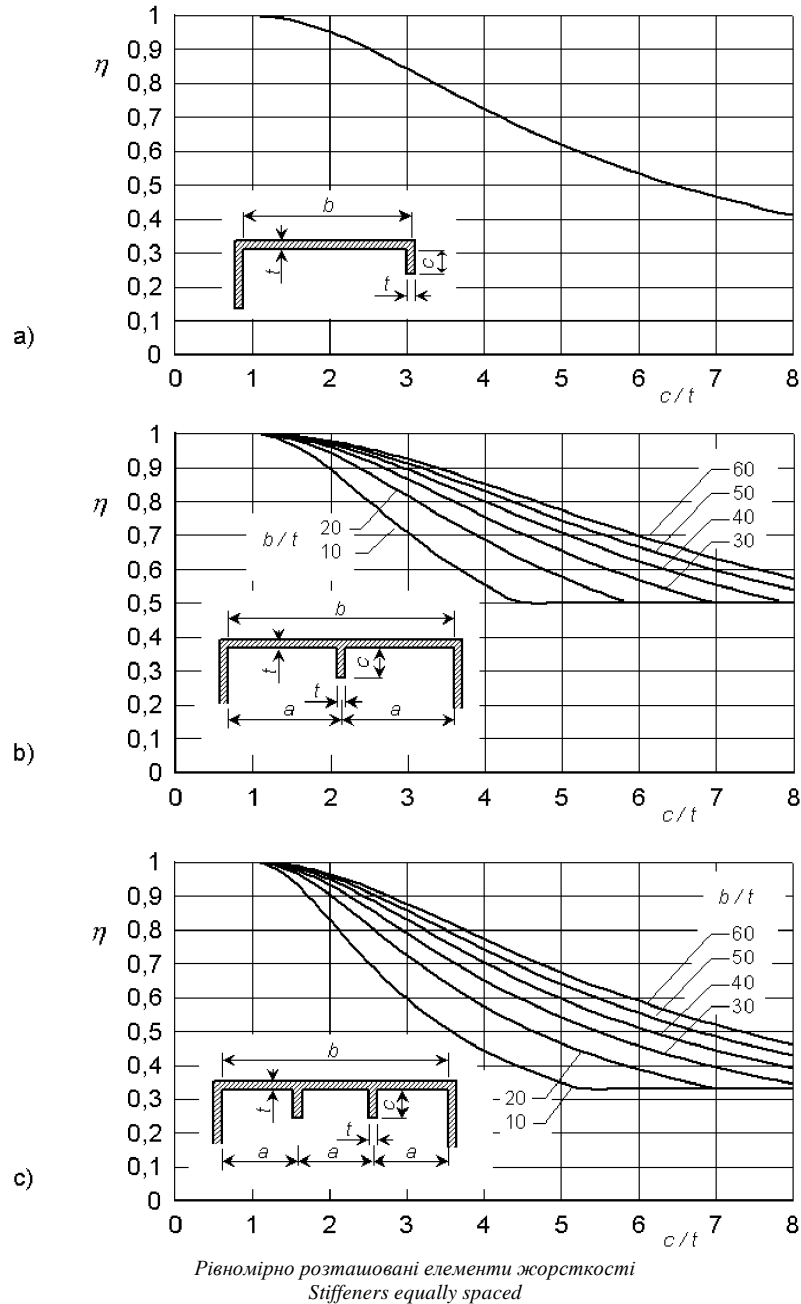 η
1
0,9
0,8
0,7
0,6
0,5
0,4
0,3
0,2
0,1
0
b
t
t
c
a)
0 1 2 3 4 5 6 7 8
c / t
η
1
0,9
0,8
0,7
0,6
0,5
0,4
0,3
0,2
0,1
0
b / t
20
10
60
50
40
30
b
t
t
c
a a
b)
0 1 2 3 4 5 6 7 8
c / t
η
1
0,9
0,8
0,7
0,6
0,5
0,4
0,3
0,2
0,1
0
b / t
60
50
40
30
20
10
b
t
t
c
a a a
c)
0 1 2 3 4 5 6 7 8
c / t
Рівномірно розташовані елементи жорсткості
Stiffeners equally spaced